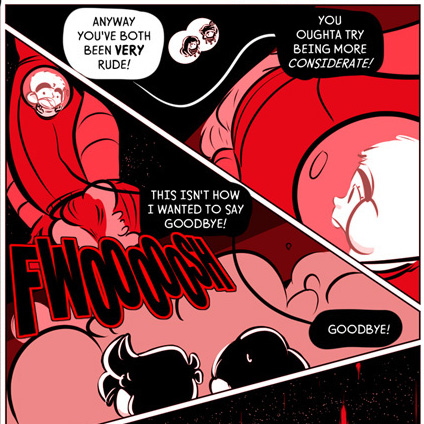 ANYWAY
YOU'VE BOTH
BEEN VERY
RUDE!
YOU
OUGHTA TRY
BEING MORE
CONSIDERATE!
THIS ISN'T HOW
I WANTED TO SAY
GOODBYE!
FWOOOOOSH
GOODBYE!